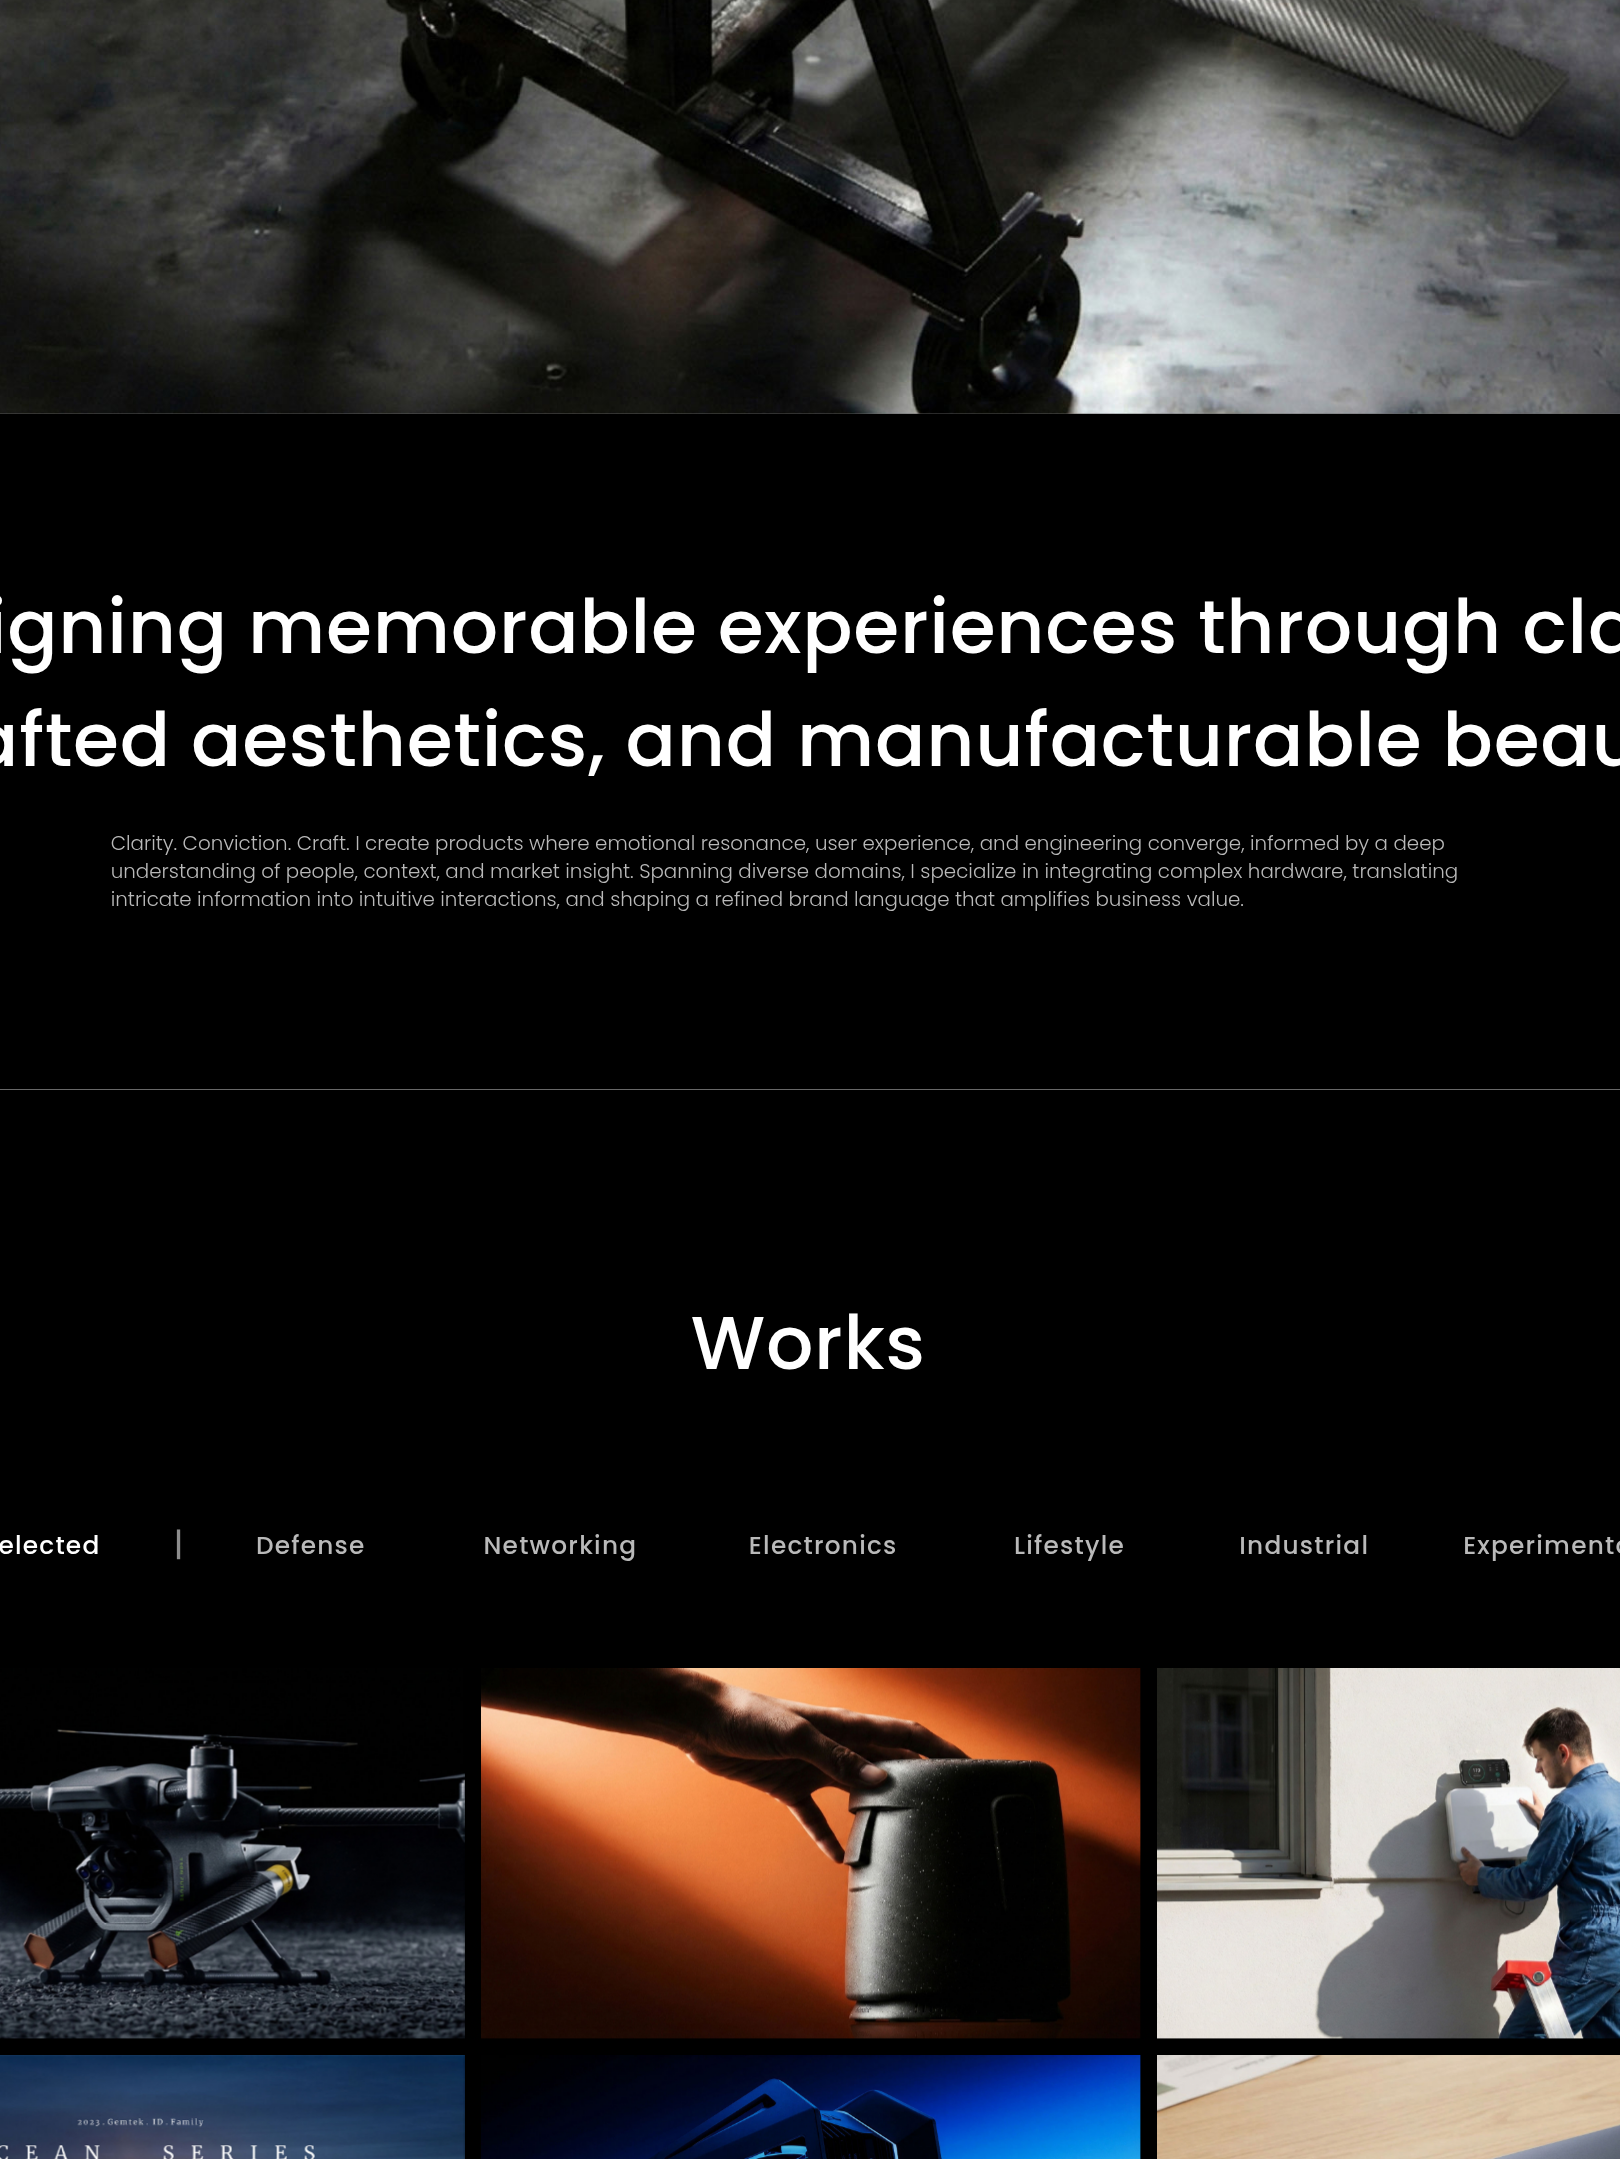 igning memorable experiences through cla
afted aesthetics, and manufacturable beau
Clarity. Conviction. Craft. I create products where emotional resonance, user experience, and engineering converge, informed by a deep
understanding of people, context, and market insight. Spanning diverse domains, I specialize in integrating complex hardware, translating
intricate information into intuitive interactions, and shaping a refined brand language that amplifies business value.
Works
elected | Defense Networking Electronics Lifestyle Industrial Experimenta
2023.Gemtek.ID.Family
CEAN SERIES